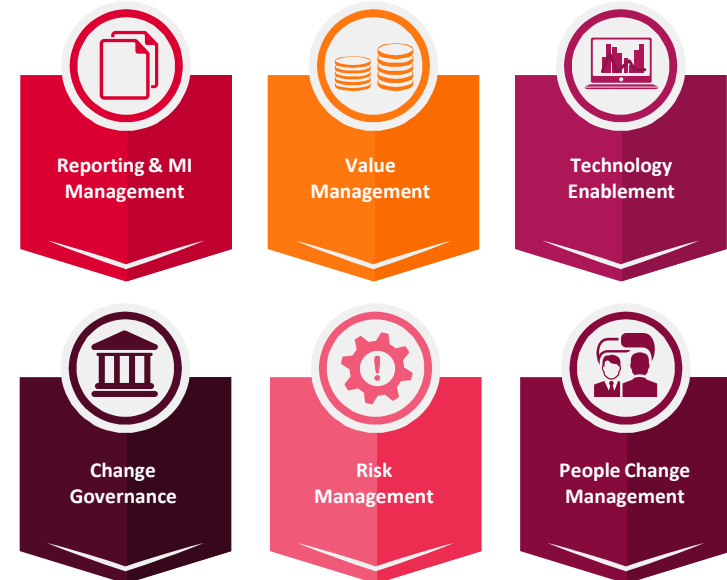 Reporting & MI
Management
Value
Management
Technology
Enablement
Change
Governance
Risk
Management
People Change
Management